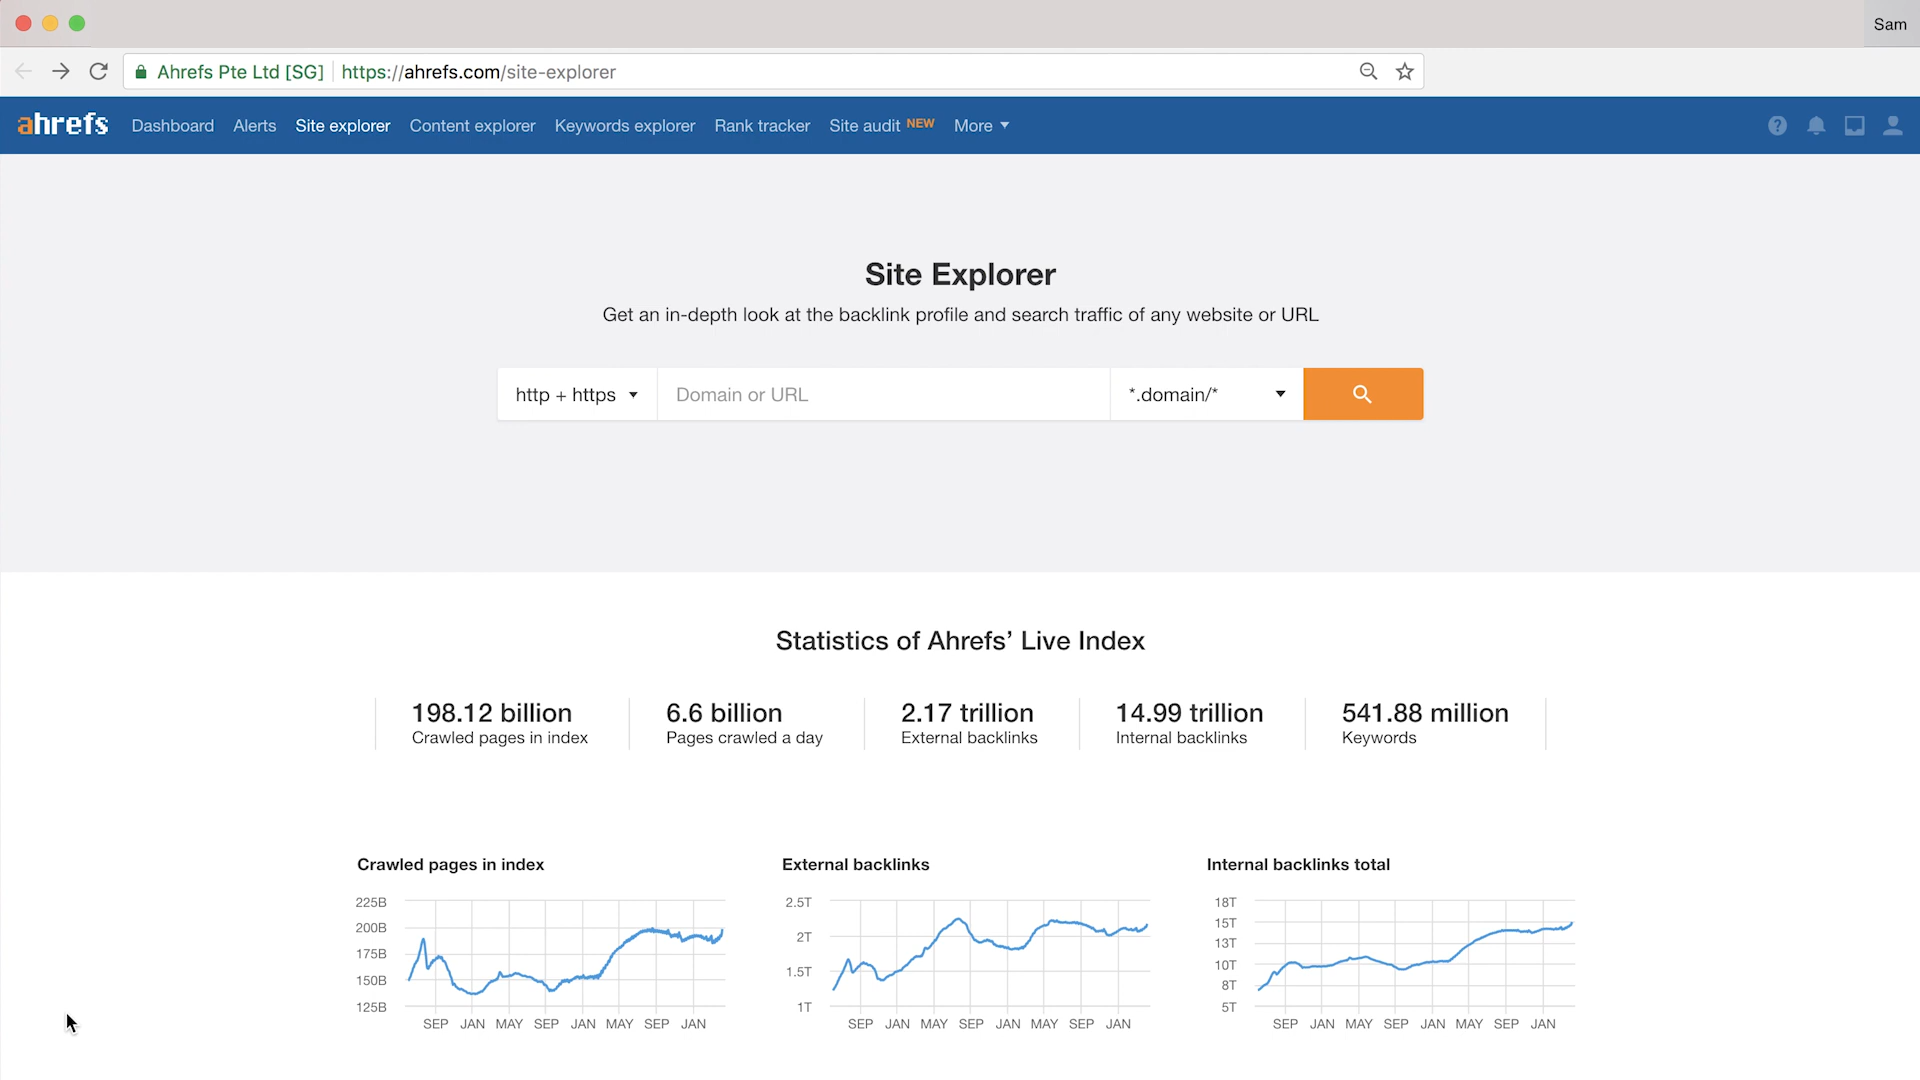 Sam
Ahrefs Pte Ltd [SG] https://ahrefs.com/site-explorer
ahrefs Dashboard Alerts Site explorer Content explorer Keywords explorer Rank tracker Site audit NEW More
Site Explorer
Get an in-depth look at the backlink profile and search traffic of any website or URL
http + https Domain or URL *.domain/*
Statistics of Ahrefs’ Live Index
198.12 billion 6.6 billion 2.17 trillion 14.99 trillion 541.88 million
Crawled pages in index Pages crawled a day External backlinks Internal backlinks Keywords
Crawled pages in index
225B
200B
175B
150B
125B
SEP JAN MAY SEP JAN MAY SEP JAN
External backlinks
2.5T
2T
1.5T
1T
SEP JAN MAY SEP JAN MAY SEP JAN
Internal backlinks total
18T
15T
13T
10T
8T
5T
SEP JAN MAY SEP JAN MAY SEP JAN